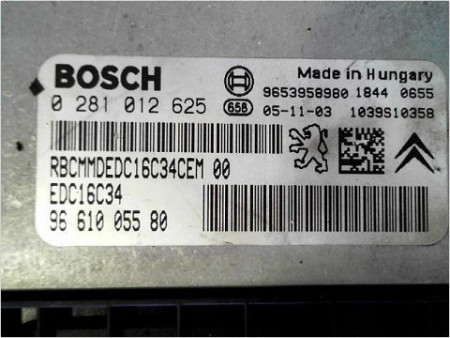 BOSCH
Made in Hungary
9653958980 1844 0655
0 281 012 625 658 05-11-03 1039S10358
RBCMMDEDC16C34CEM 00
EDC16C34
96 610 055 80